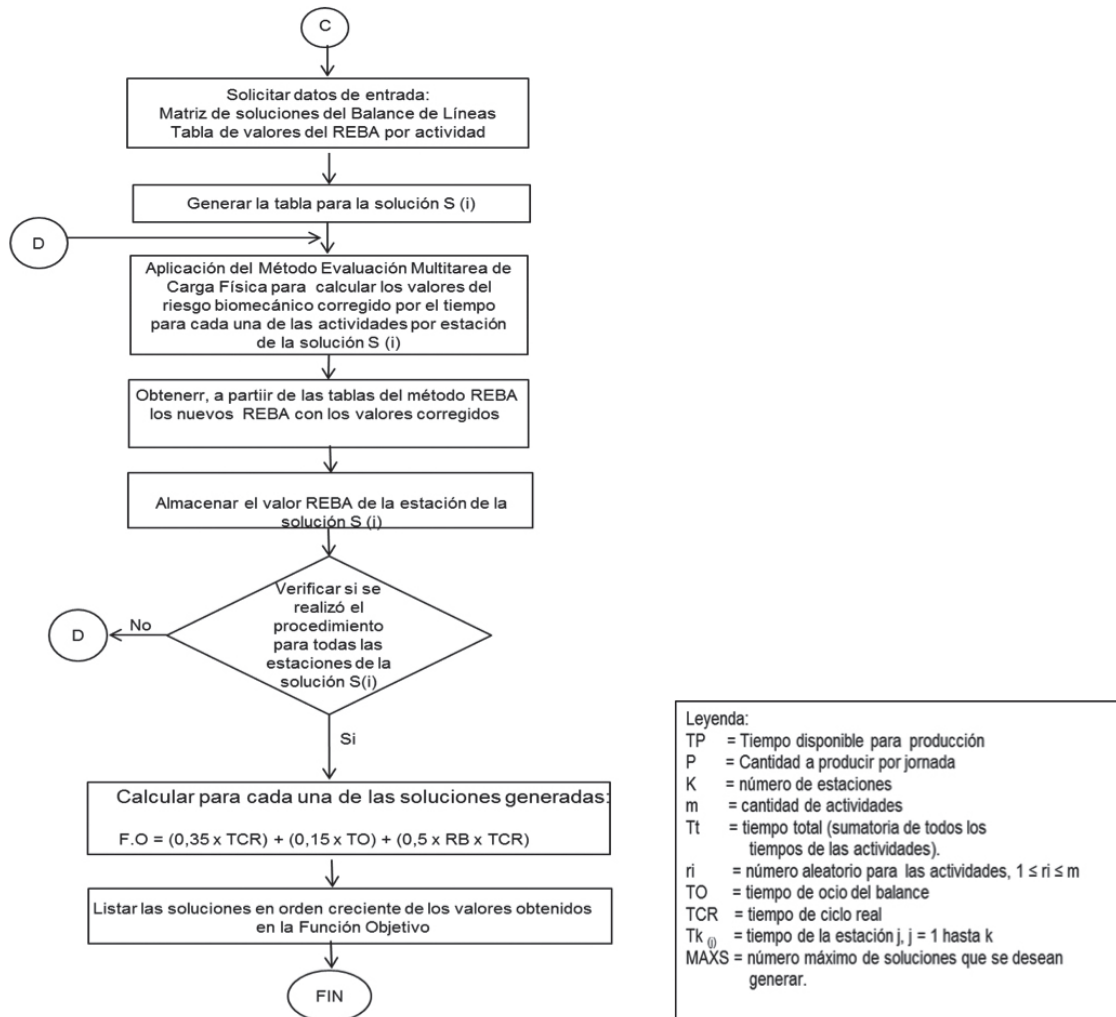 C
Solicitar datos de entrada:
Matriz de soluciones del Balance de Líneas
Tabla de valores del REBA por actividad
Generar la tabla para la solución S (i)
D
Aplicación del Método Evaluación Multitarea de
Carga Física para calcular los valores del
riesgo biomecánico corregido por el tiempo
para cada una de las actividades por estación
de la solución S (i)
Obtenerr, a partiir de las tablas del método REBA
los nuevos REBA con los valores corregidos
Almacenar el valor REBA de la estación de la
solución S (i)
Verificar si se
realizó el
procedimiento
para todas las
estaciones de la
solución S(i)
No
D
Si
Calcular para cada una de las soluciones generadas:
F.O = (0,35 x TCR) + (0,15 x TO) + (0,5 x RB x TCR)
Listar las soluciones en orden creciente de los valores obtenidos
en la Función Objetivo
FIN
Leyenda:
TP = Tiempo disponible para producción
P = Cantidad a producir por jornada
K = número de estaciones
m = cantidad de actividades
Tt = tiempo total (sumatoria de todos los
tiempos de las actividades).
ri = número aleatorio para las actividades, 1 ≤ ri ≤ m
TO = tiempo de ocio del balance
TCR = tiempo de ciclo real
Tk (j) = tiempo de la estación j, j = 1 hasta k
MAXS = número máximo de soluciones que se desean
generar.